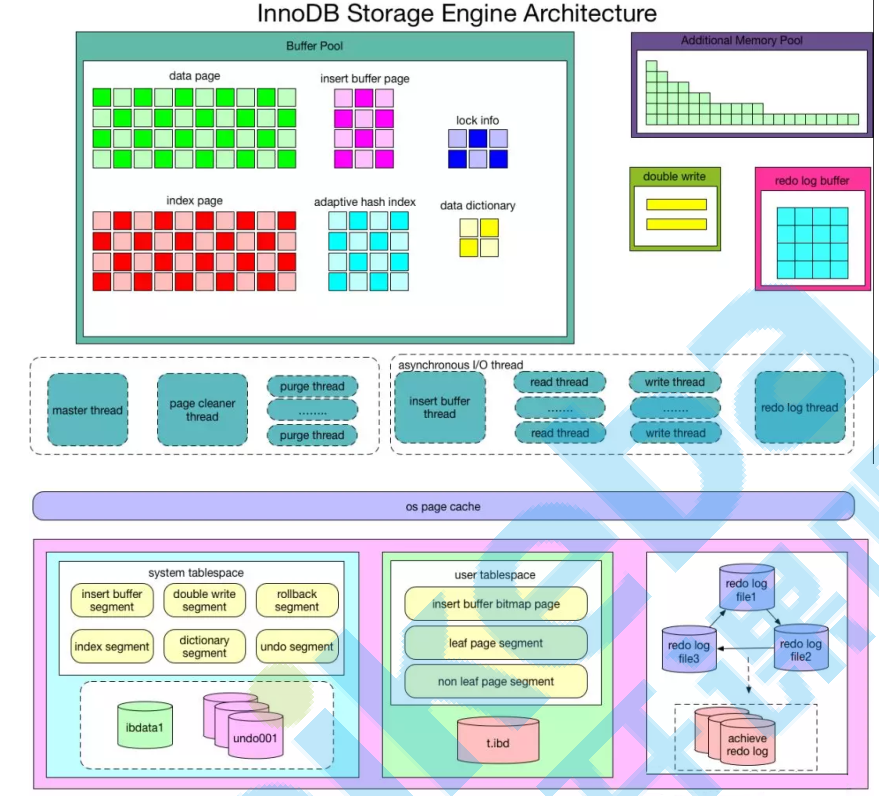 InnoDB Storage Engine Architecture
Buffer Pool
data page
insert buffer page
lock info
index page
adaptive hash index
data dictionary
Additional Memory Pool
double write
redo log buffer
master thread
page cleaner
thread
purge thread
........
purge thread
asynchronous I/O thread
insert buffer
thread
read thread
.......
read thread
write thread
.......
write thread
redo log thread
os page cache
system tablespace
insert buffer
segment
double write
segment
rollback
segment
index segment
dictionary
segment
undo segment
ibdata1
undo001
user tablespace
insert buffer bitmap page
leaf page segment
non leaf page segment
t.ibd
redo log
file1
redo log
file3
redo log
file2
achieve
redo log